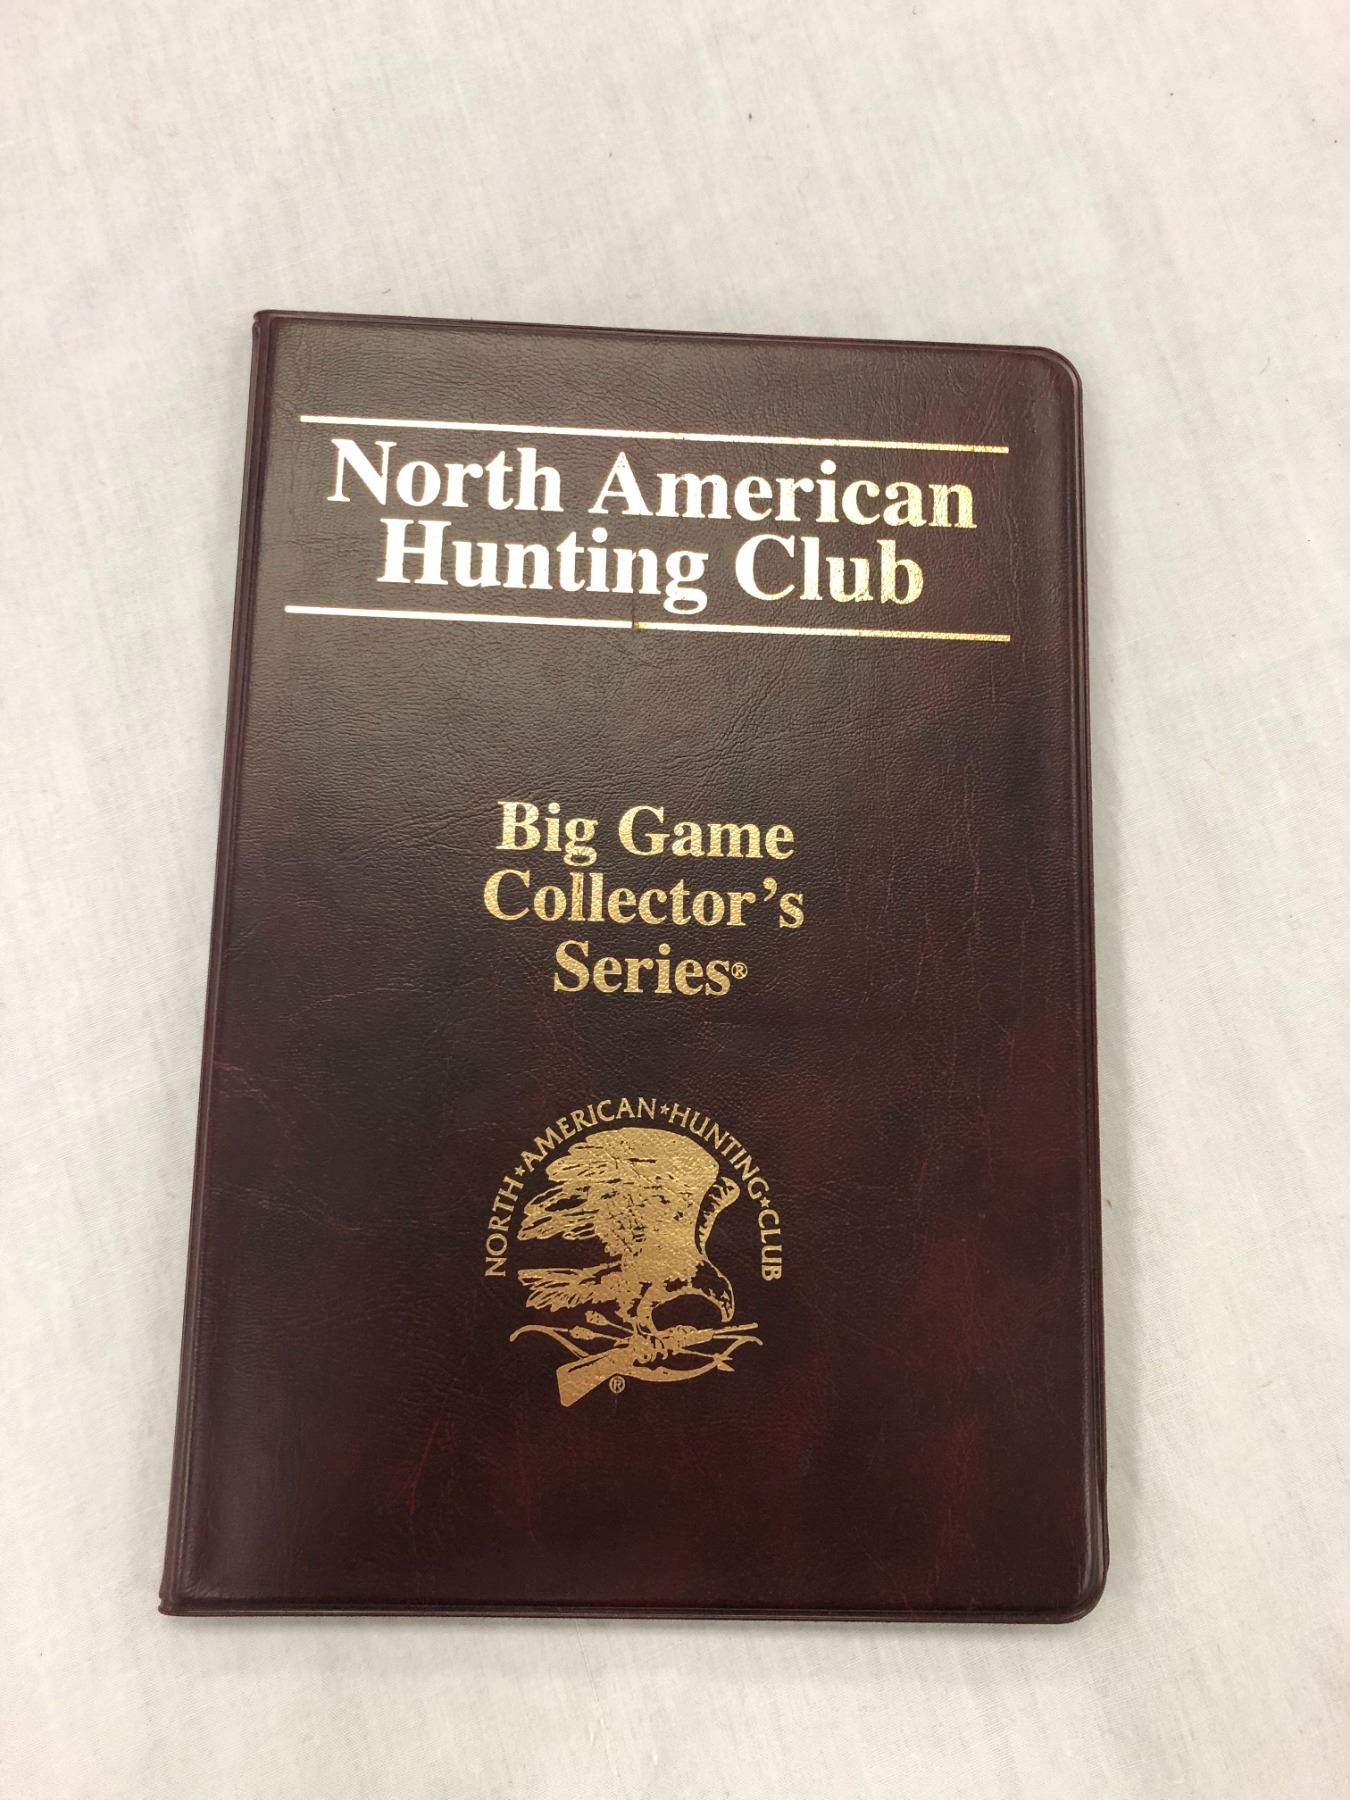 North American
Hunting Club
Big Game
Collector's
Series®
NORTH★AMERICAN★HUNTING★CLUB
®